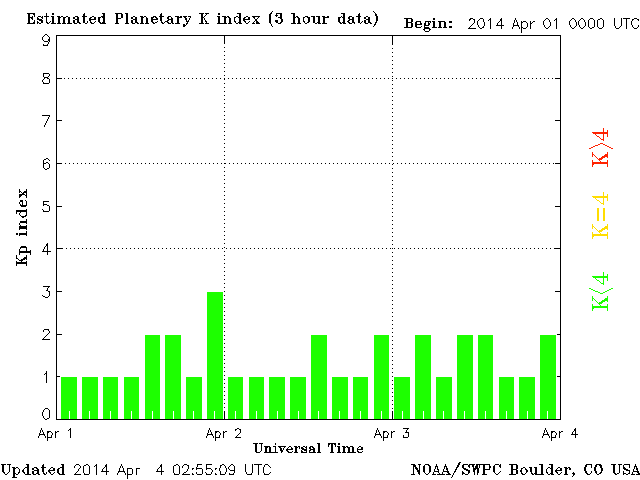 Estimated Planetary K index (3 hour data)
Begin: 2014 Apr 01 0000 UTC
9
8
7
6
5
4
3
2
1
0
Kp index
Apr 1 Apr 2 Apr 3 Apr 4
Universal Time
K>4
K=4
K<4
Updated 2014 Apr 4 02:55:09 UTC
NOAA/SWPC Boulder, CO USA